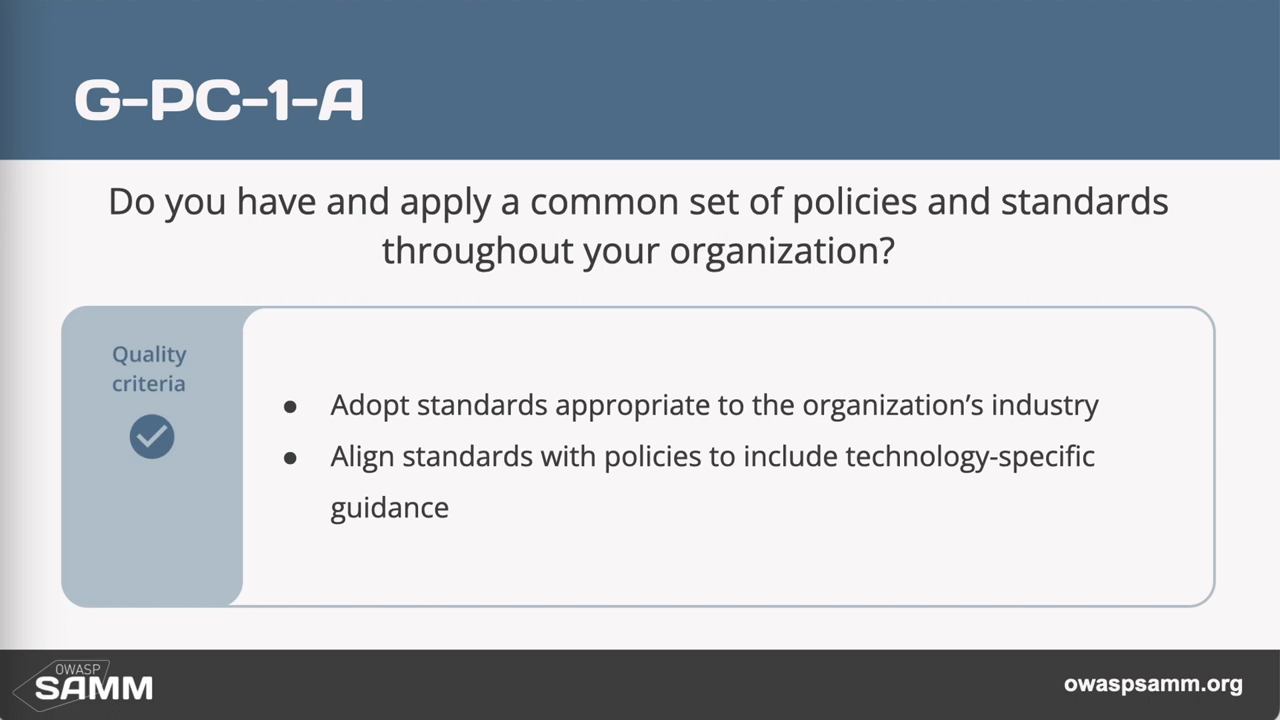 G-PC-1-A
Do you have and apply a common set of policies and standards
throughout your organization?
Quality
criteria
● Adopt standards appropriate to the organization’s industry
● Align standards with policies to include technology-specific
guidance
OWASP
SAMM
owaspsamm.org